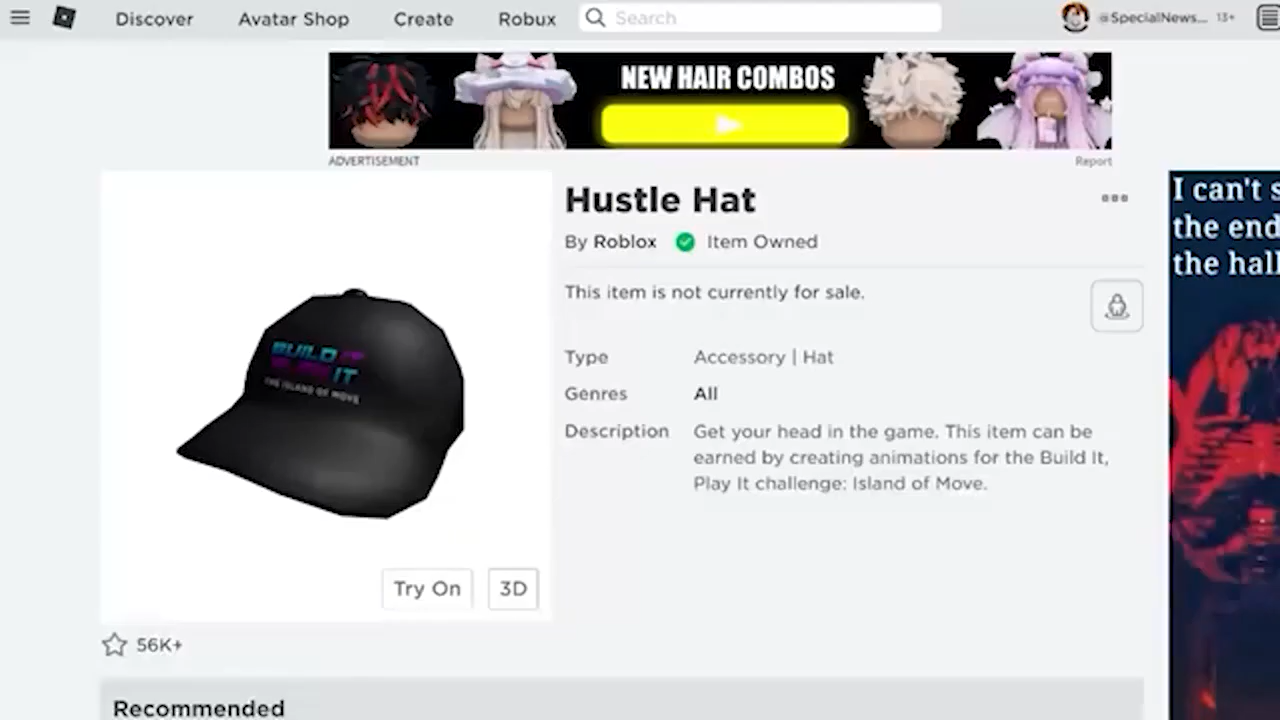 Discover Avatar Shop Create Robux Search @SpecialNews... 13+
NEW HAIR COMBOS
ADVERTISEMENT Report
Hustle Hat
By Roblox Item Owned
This item is not currently for sale.
Type Accessory | Hat
Genres All
Description Get your head in the game. This item can be
earned by creating animations for the Build It,
Play It challenge: Island of Move.
BUILD IT
IT
THE ISLAND OF MOVE
Try On 3D
56K+
Recommended
I can't s
the end
the hall